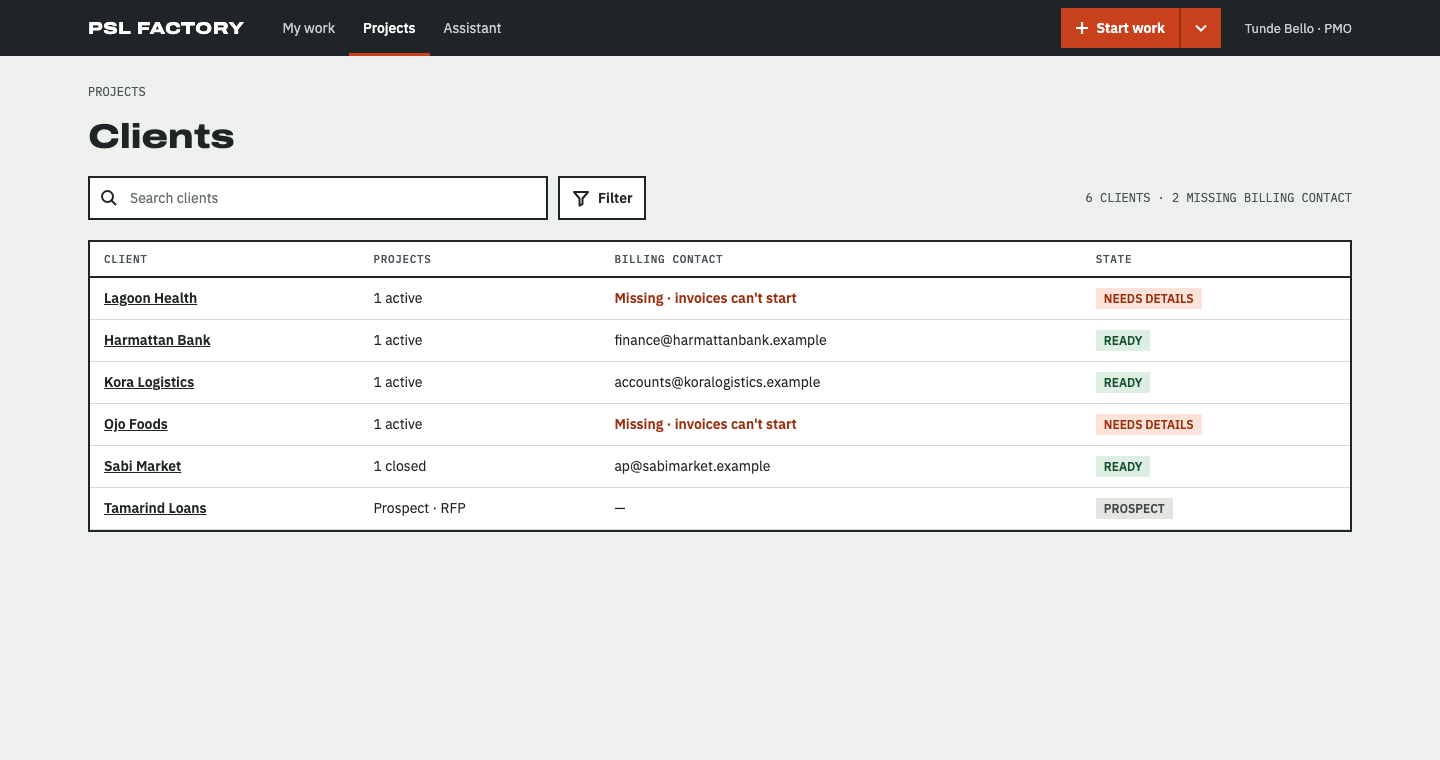 PSL FACTORY My work Projects Assistant Start work Tunde Bello · PMO
PROJECTS
Clients
Search clients Filter 6 CLIENTS · 2 MISSING BILLING CONTACT
CLIENT PROJECTS BILLING CONTACT STATE
Lagoon Health 1 active Missing · invoices can't start NEEDS DETAILS
Harmattan Bank 1 active finance@harmattanbank.example READY
Kora Logistics 1 active accounts@koralogistics.example READY
Ojo Foods 1 active Missing · invoices can't start NEEDS DETAILS
Sabi Market 1 closed ap@sabimarket.example READY
Tamarind Loans Prospect · RFP — PROSPECT